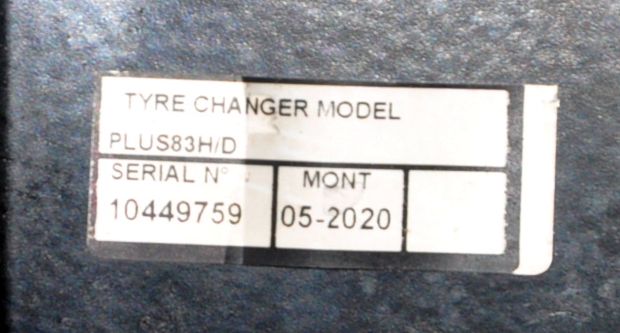 TYRE CHANGER MODEL
PLUS83H/D
SERIAL N° MONT
10449759 05-2020